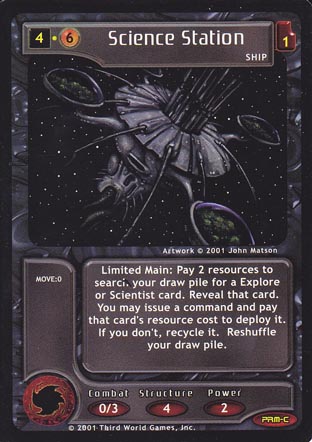 4 • 6 Science Station 1
SHIP
Artwork © 2001 John Matson
MOVE:0
Limited Main: Pay 2 resources to
search your draw pile for a Explore
or Scientist card. Reveal that card.
You may issue a command and pay
that card's resource cost to deploy it.
If you don't, recycle it. Reshuffle
your draw pile.
Combat Structure Power
0/3 4 2
PRM-C
© 2001 Third World Games, Inc.